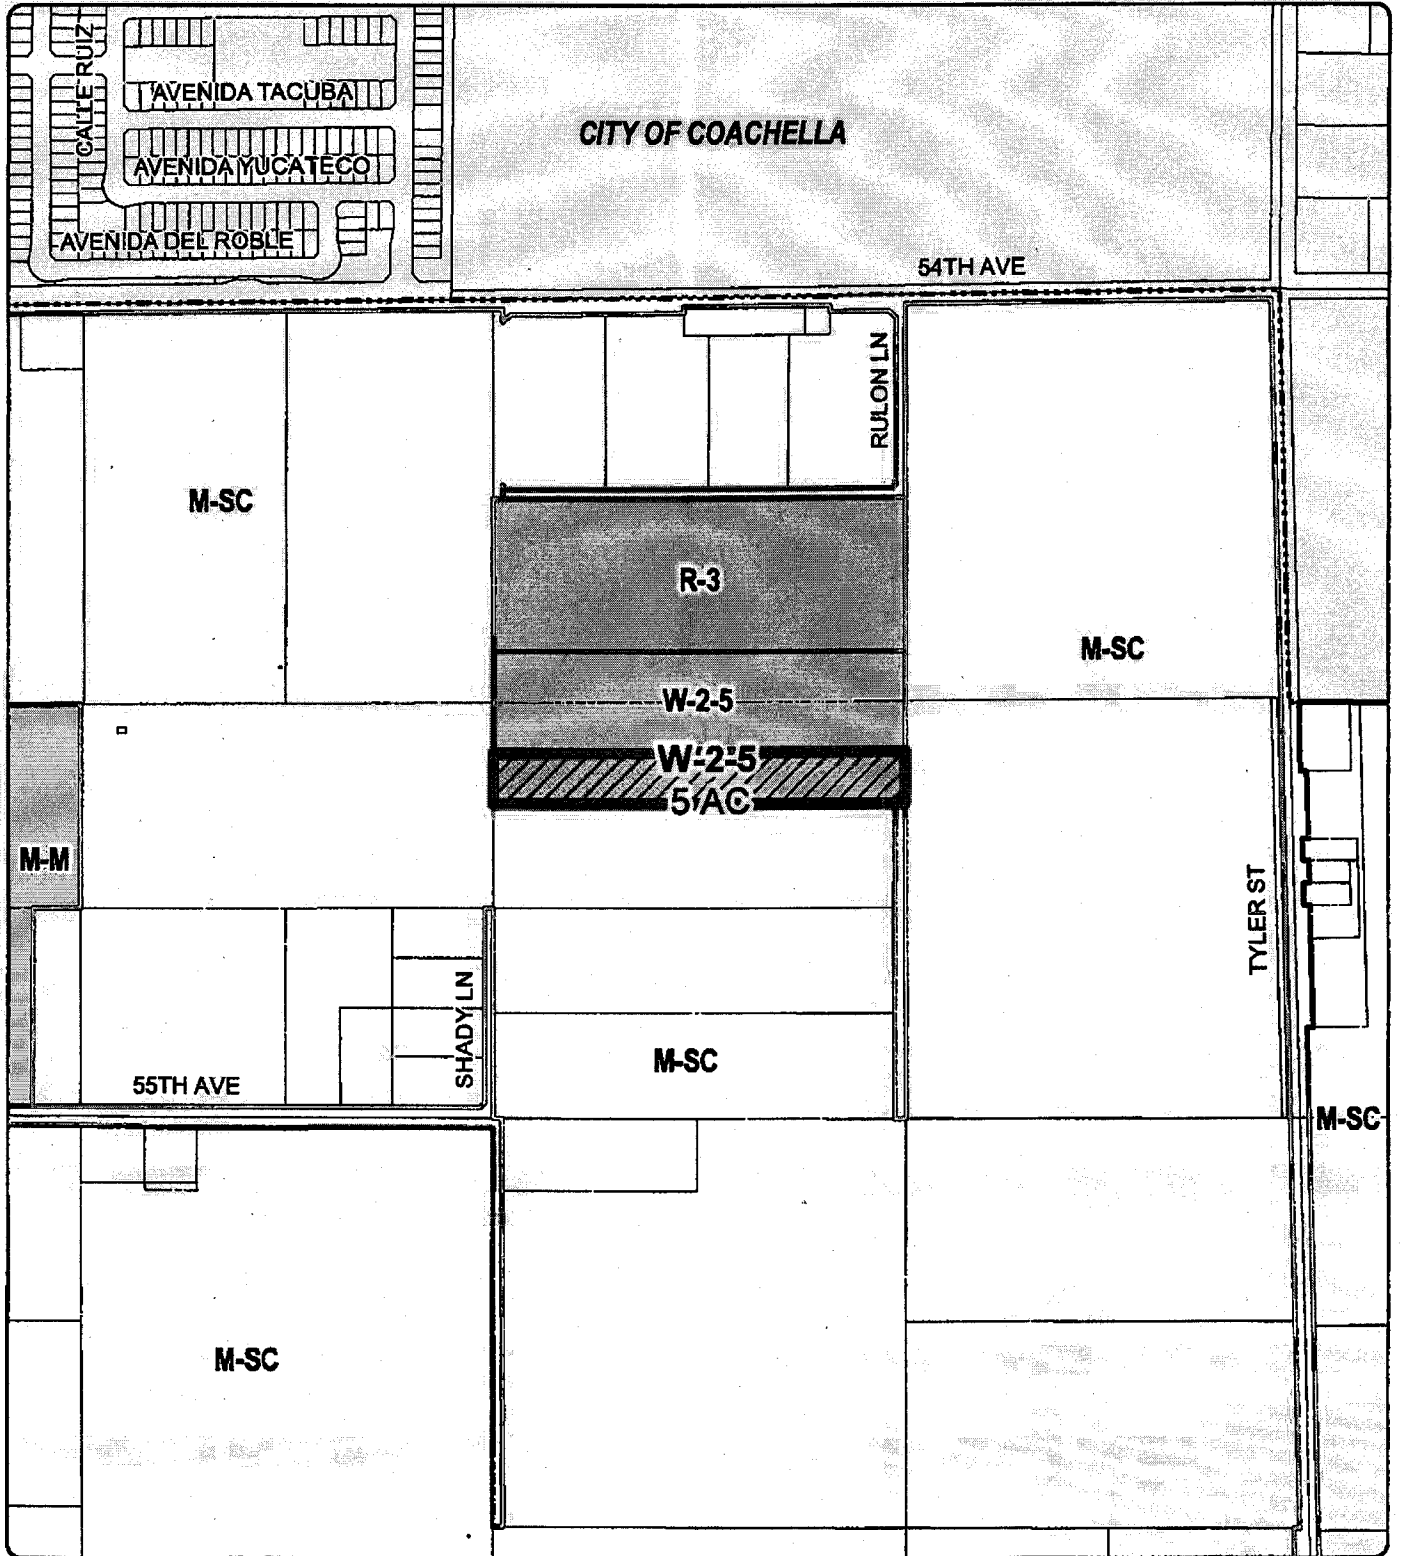 CALLE RUIZ
AVENIDA TACUBA
AVENIDA YUCATECO
AVENIDA DEL ROBLE
CITY OF COACHELLA
54TH AVE
RULON LN
M-SC
R-3
M-SC
W-2-5
W-2-5
5 AC
M-M
TYLER ST
SHADY LN
55TH AVE
M-SC
M-SC
M-SC